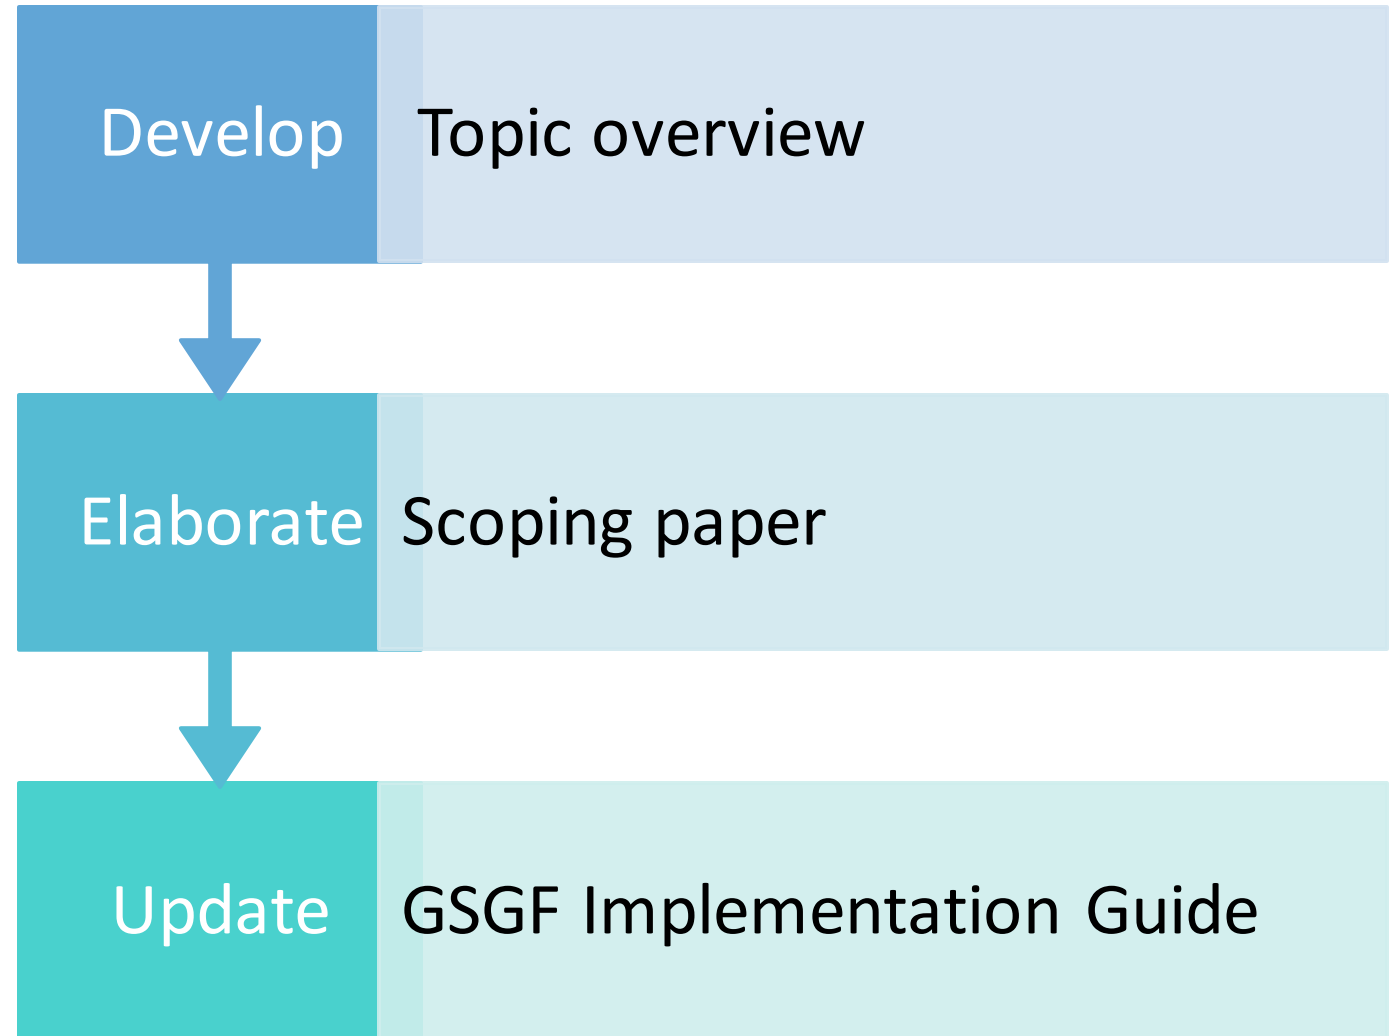 Develop
Topic overview
Elaborate
Scoping paper
Update
GSGF Implementation Guide